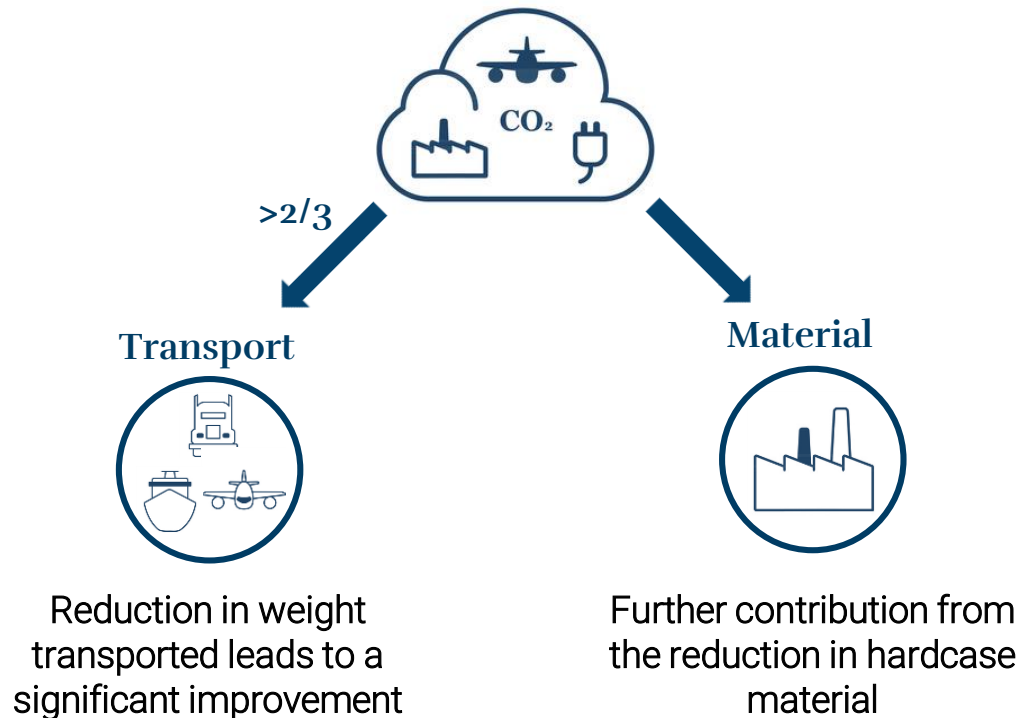 CO₂
>2/3
Transport
Material
Reduction in weight
transported leads to a
significant improvement
Further contribution from
the reduction in hardcase
material